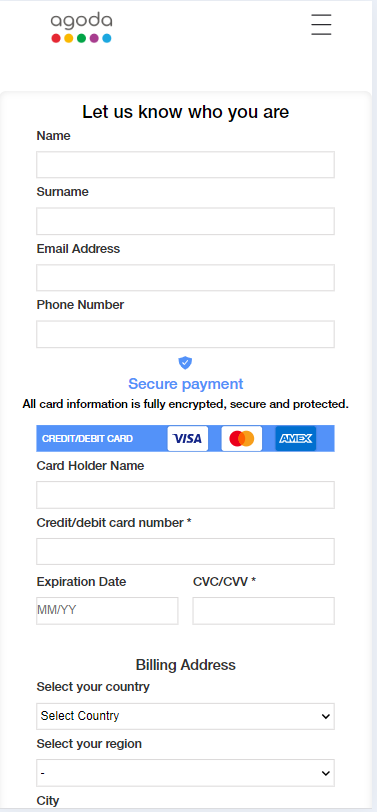 agoda
Let us know who you are
Name
Surname
Email Address
Phone Number
Secure payment
All card information is fully encrypted, secure and protected.
CREDIT/DEBIT CARD VISA AMEX
Card Holder Name
Credit/debit card number *
Expiration Date CVC/CVV *
MM/YY
Billing Address
Select your country
Select Country
Select your region
-
City